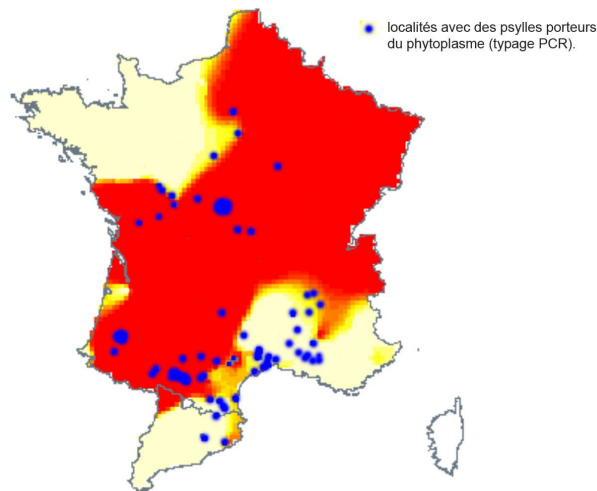 localités avec des psylles porteurs
du phytoplasme (typage PCR).